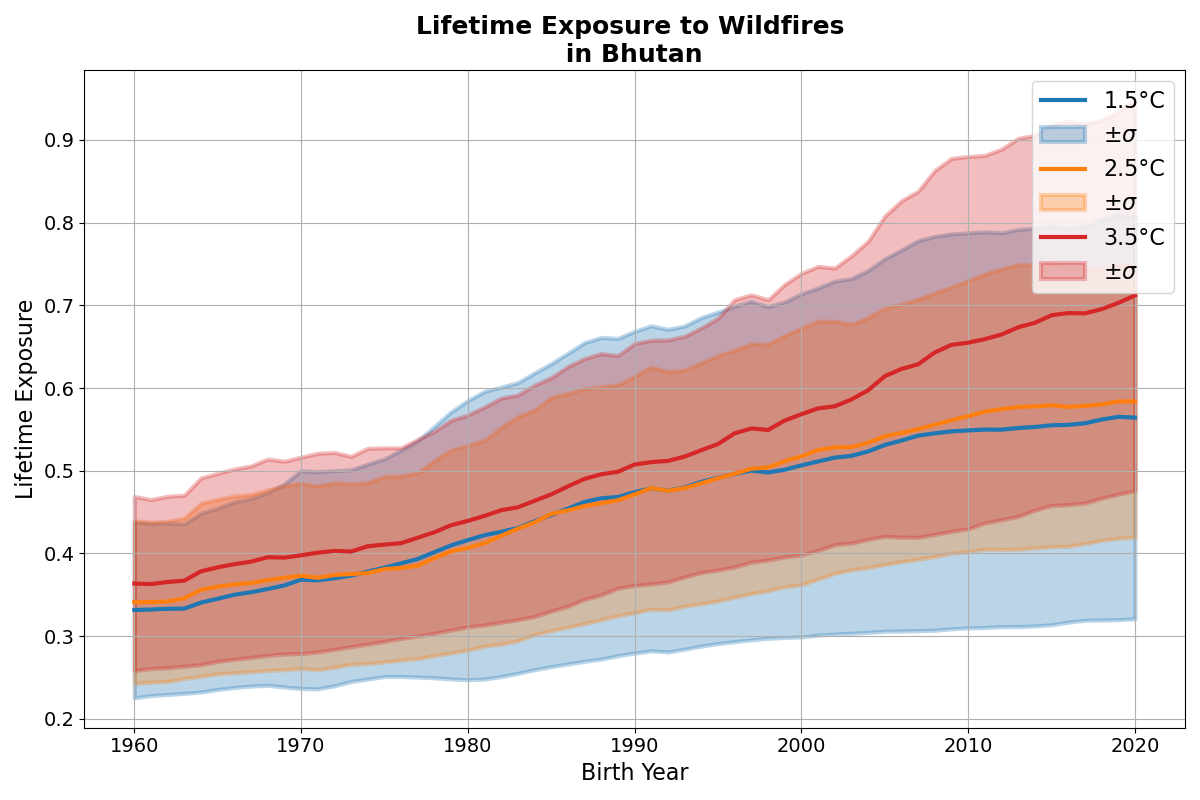 Lifetime Exposure to Wildfires
in Bhutan
Lifetime Exposure
0.9
0.8
0.7
0.6
0.5
0.4
0.3
0.2
1960
1970
1980
1990
2000
2010
2020
Birth Year
1.5°C
±σ
2.5°C
±σ
3.5°C
±σ